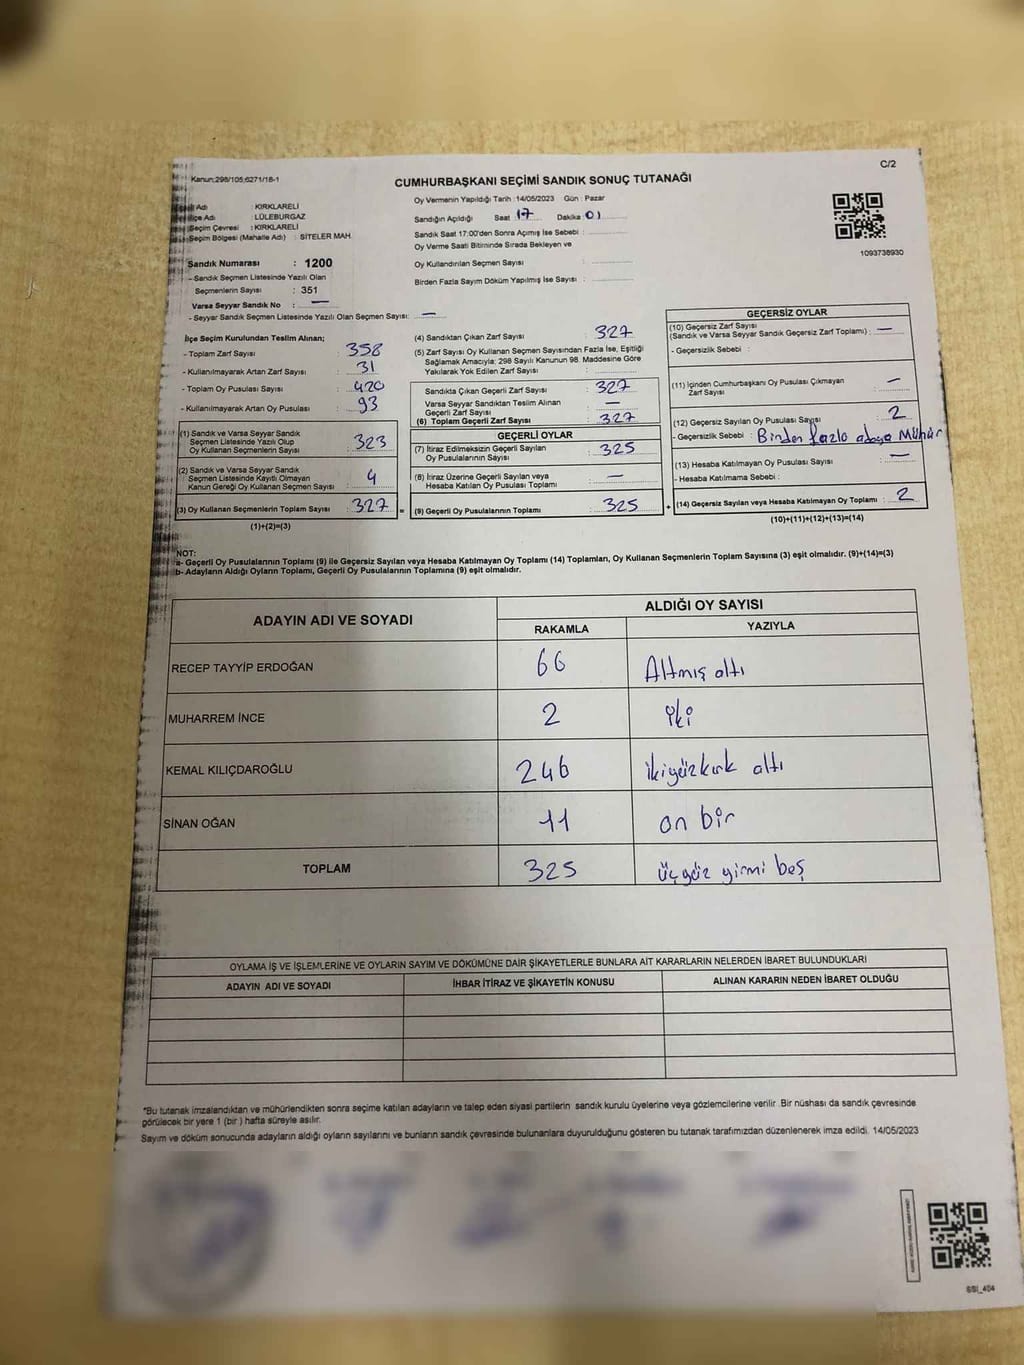 C/2
Kanun:298/105,6271/18-1
CUMHURBAŞKANI SEÇİMİ SANDIK SONUÇ TUTANAĞI
Adı : KIRKLARELİ
İlçe Adı : LÜLEBURGAZ
Seçim Çevresi : KIRKLARELİ
Seçim Bölgesi (Mahalle Adı) : SİTELER MAH.
Sandık Numarası : 1200
- Sandık Seçmen Listesinde Yazılı Olan
Seçmenlerin Sayısı : 351
Varsa Seyyar Sandık No : —
- Seyyar Sandık Seçmen Listesinde Yazılı Olan Seçmen Sayısı: —
Oy Vermenin Yapıldığı Tarih :14/05/2023 Gün : Pazar
Sandığın Açıldığı Saat 17 Dakika 01
Sandık Saat 17:00'den Sonra Açımış İse Sebebi :
Oy Verme Saati Bitiminde Sırada Bekleyen ve
Oy Kullandırılan Seçmen Sayısı :
Birden Fazla Sayım Döküm Yapılmış İse Sayısı :
1093738930
İlçe Seçim Kurulundan Teslim Alınan;
- Toplam Zarf Sayısı : 358
- Kullanılmayarak Artan Zarf Sayısı : 31
- Toplam Oy Pusulası Sayısı : 420
- Kullanılmayarak Artan Oy Pusulası : 93
(1) Sandık ve Varsa Seyyar Sandık
Seçmen Listesinde Yazılı Olup
Oy Kullanan Seçmenlerin Sayısı : 323
(2) Sandık ve Varsa Seyyar Sandık
Seçmen Listesinde Kayıtlı Olmayan
Kanun Gereği Oy Kullanan Seçmen Sayısı : 4
(3) Oy Kullanan Seçmenlerin Toplam Sayısı : 327
(1)+(2)=(3)
(4) Sandıktan Çıkan Zarf Sayısı : 327
(5) Zarf Sayısı Oy Kullanan Seçmen Sayısından Fazla İse, Eşitliği
Sağlamak Amacıyla; 298 Sayılı Kanunun 98. Maddesine Göre
Yakılarak Yok Edilen Zarf Sayısı :
Sandıkta Çıkan Geçerli Zarf Sayısı : 327
Varsa Seyyar Sandıktan Teslim Alınan
Geçerli Zarf Sayısı : —
(6) Toplam Geçerli Zarf Sayısı : 327
GEÇERLİ OYLAR
(7) İtiraz Edilmeksizin Geçerli Sayılan
Oy Pusulalarının Sayısı : 325
(8) İtiraz Üzerine Geçerli Sayılan veya
Hesaba Katılan Oy Pusulası Toplamı : —
= (9) Geçerli Oy Pusulalarının Toplamı : 325
GEÇERSİZ OYLAR
(10) Geçersiz Zarf Sayısı
(Sandık ve Varsa Seyyar Sandık Geçersiz Zarf Toplamı) : —
- Geçersizlik Sebebi :
(11) İçinden Cumhurbaşkanı Oy Pusulası Çıkmayan
Zarf Sayısı : —
(12) Geçersiz Sayılan Oy Pusulası Sayısı : 2
- Geçersizlik Sebebi : Birden fazla adaya Mühür
(13) Hesaba Katılmayan Oy Pusulası Sayısı : —
- Hesaba Katılmama Sebebi :
+ (14) Geçersiz Sayılan veya Hesaba Katılmayan Oy Toplamı : 2
(10)+(11)+(12)+(13)=(14)
NOT:
a- Geçerli Oy Pusulalarının Toplamı (9) ile Geçersiz Sayılan veya Hesaba Katılmayan Oy Toplamı (14) Toplamları, Oy Kullanan Seçmenlerin Toplam Sayısına (3) eşit olmalıdır. (9)+(14)=(3)
b- Adayların Aldığı Oyların Toplamı, Geçerli Oy Pusulalarının Toplamına (9) eşit olmalıdır.
ADAYIN ADI VE SOYADI
ALDIĞI OY SAYISI
RAKAMLA YAZIYLA
RECEP TAYYİP ERDOĞAN 66 Altmış altı
MUHARREM İNCE 2 iki
KEMAL KILIÇDAROĞLU 246 ikiyüzkırk altı
SİNAN OĞAN 11 on bir
TOPLAM 325 üçyüz yirmi beş
OYLAMA İŞ VE İŞLEMLERİNE VE OYLARIN SAYIM VE DÖKÜMÜNE DAİR ŞİKAYETLERLE BUNLARA AİT KARARLARIN NELERDEN İBARET BULUNDUKLARI
ADAYIN ADI VE SOYADI İHBAR İTİRAZ VE ŞİKAYETİN KONUSU ALINAN KARARIN NEDEN İBARET OLDUĞU
"Bu tutanak imzalandıktan ve mühürlendikten sonra seçime katılan adayların ve talep eden siyasi partilerin sandık kurulu üyelerine veya gözlemcilerine verilir. Bir nüshası da sandık çevresinde
görülecek bir yere 1 (bir ) hafta süreyle asılır.
Sayım ve döküm sonucunda adayların aldığı oyların sayılarını ve bunların sandık çevresinde bulunanlara duyurulduğunu gösteren bu tutanak tarafımızdan düzenlenerek imza edildi. 14/05/2023
SSI_404